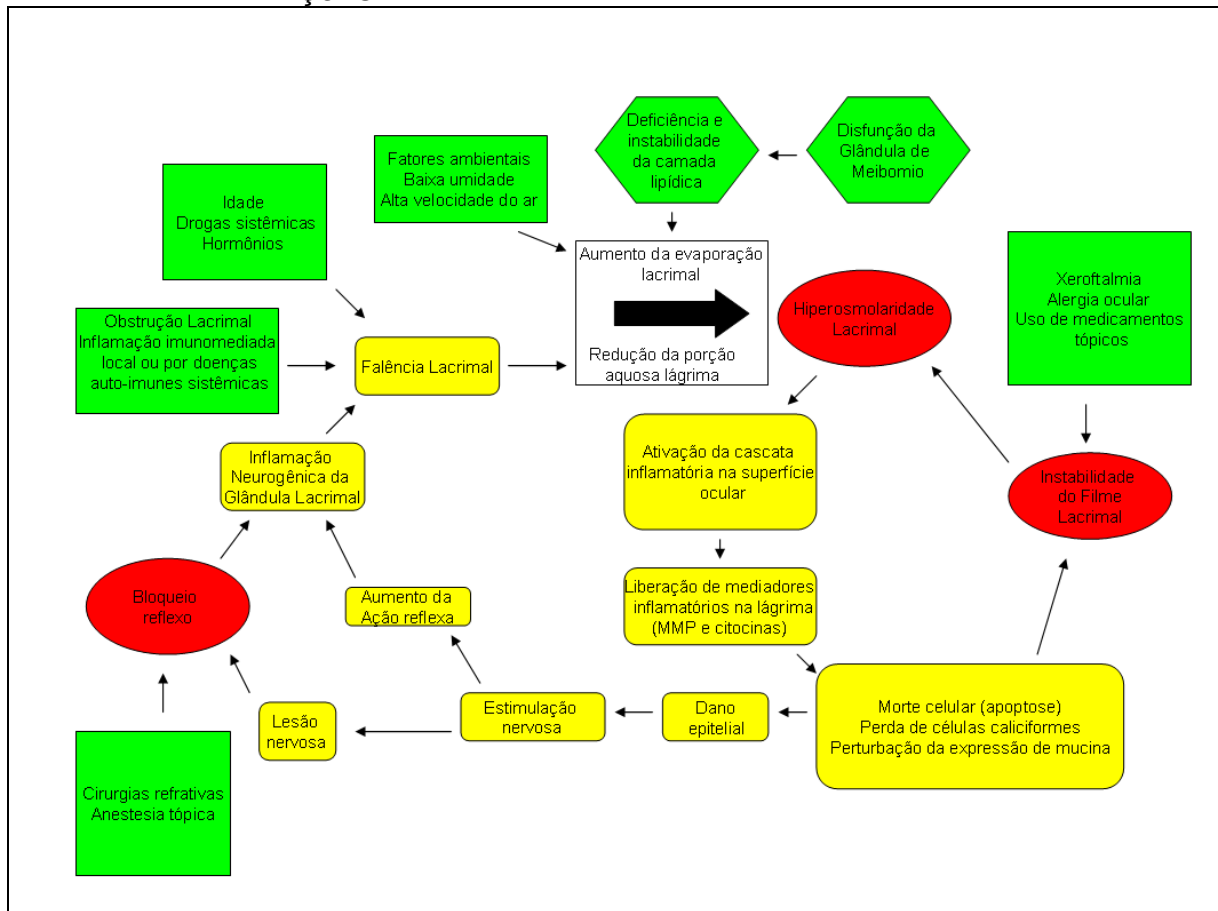 Deficiência e
instabilidade
da camada
lipídica
Disfunção da
Glândula de
Meibomio
Fatores ambientais
Baixa umidade
Alta velocidade do ar
Idade
Drogas sistêmicas
Hormônios
Aumento da evaporação
lacrimal
Redução da porção
aquosa lágrima
Hiperosmolaridade
Lacrimal
Xeroftalmia
Alergia ocular
Uso de medicamentos
tópicos
Obstrução Lacrimal
Inflamação imunomediada
local ou por doenças
auto-imunes sistêmicas
Falência Lacrimal
Inflamação
Neurogênica da
Glândula Lacrimal
Ativação da cascata
inflamatória na superfície
ocular
Instabilidade
do Filme
Lacrimal
Bloqueio
reflexo
Aumento da
Ação reflexa
Liberação de mediadores
inflamatórios na lágrima
(MMP e citocinas)
Lesão
nervosa
Estimulação
nervosa
Dano
epitelial
Morte celular (apoptose)
Perda de células caliciformes
Perturbação da expressão de mucina
Cirurgias refrativas
Anestesia tópica